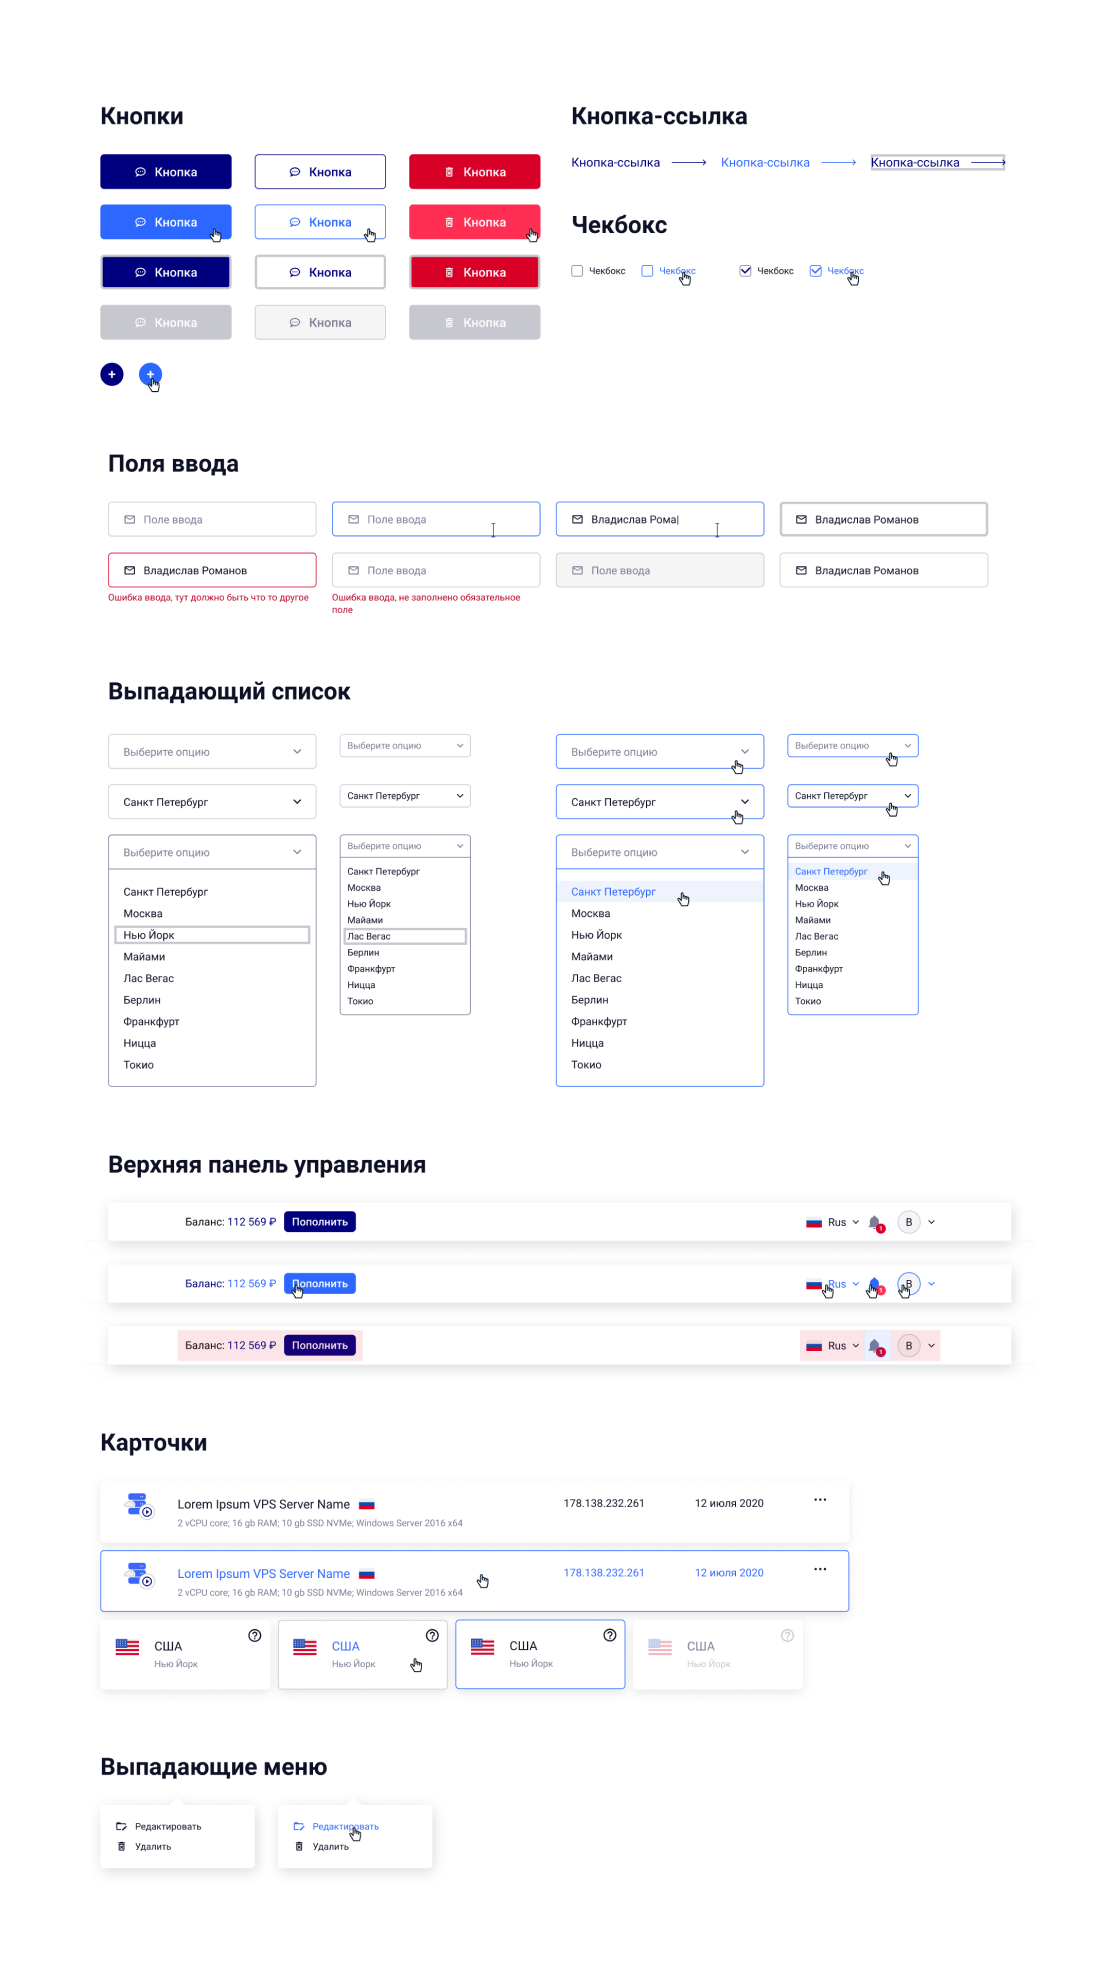 Кнопки
Кнопка
Кнопка
Кнопка
Кнопка
Кнопка
Кнопка
Кнопка
Кнопка
Кнопка
Кнопка
Кнопка
Кнопка
Кнопка-ссылка
Кнопка-ссылка
Кнопка-ссылка
Кнопка-ссылка
Чекбокс
Чекбокс
Чекбокс
Чекбокс
Чекбокс
Поля ввода
Поле ввода
Поле ввода
Владислав Рома
Владислав Романов
Владислав Романов
Поле ввода
Поле ввода
Владислав Романов
Ошибка ввода, тут должно быть что то другое
Ошибка ввода, не заполнено обязательное
поле
Выпадающий список
Выберите опцию
Выберите опцию
Выберите опцию
Выберите опцию
Санкт Петербург
Санкт Петербург
Санкт Петербург
Санкт Петербург
Выберите опцию
Санкт Петербург
Москва
Нью Йорк
Майами
Лас Вегас
Берлин
Франкфурт
Ницца
Токио
Выберите опцию
Санкт Петербург
Москва
Нью Йорк
Майами
Лас Вегас
Берлин
Франкфурт
Ницца
Токио
Выберите опцию
Санкт Петербург
Москва
Нью Йорк
Майами
Лас Вегас
Берлин
Франкфурт
Ницца
Токио
Выберите опцию
Санкт Петербург
Москва
Нью Йорк
Майами
Лас Вегас
Берлин
Франкфурт
Ницца
Токио
Верхняя панель управления
Баланс: 112 569 ₽ Пополнить Rus 1 В
Баланс: 112 569 ₽ Пополнить Rus 1 В
Баланс: 112 569 ₽ Пополнить Rus 1 В
Карточки
Lorem Ipsum VPS Server Name 178.138.232.261 12 июля 2020
2 vCPU core; 16 gb RAM; 10 gb SSD NVMe; Windows Server 2016 x64
Lorem Ipsum VPS Server Name 178.138.232.261 12 июля 2020
2 vCPU core; 16 gb RAM; 10 gb SSD NVMe; Windows Server 2016 x64
США
Нью Йорк
США
Нью Йорк
США
Нью Йорк
США
Нью Йорк
Выпадающие меню
Редактировать
Удалить
Редактировать
Удалить